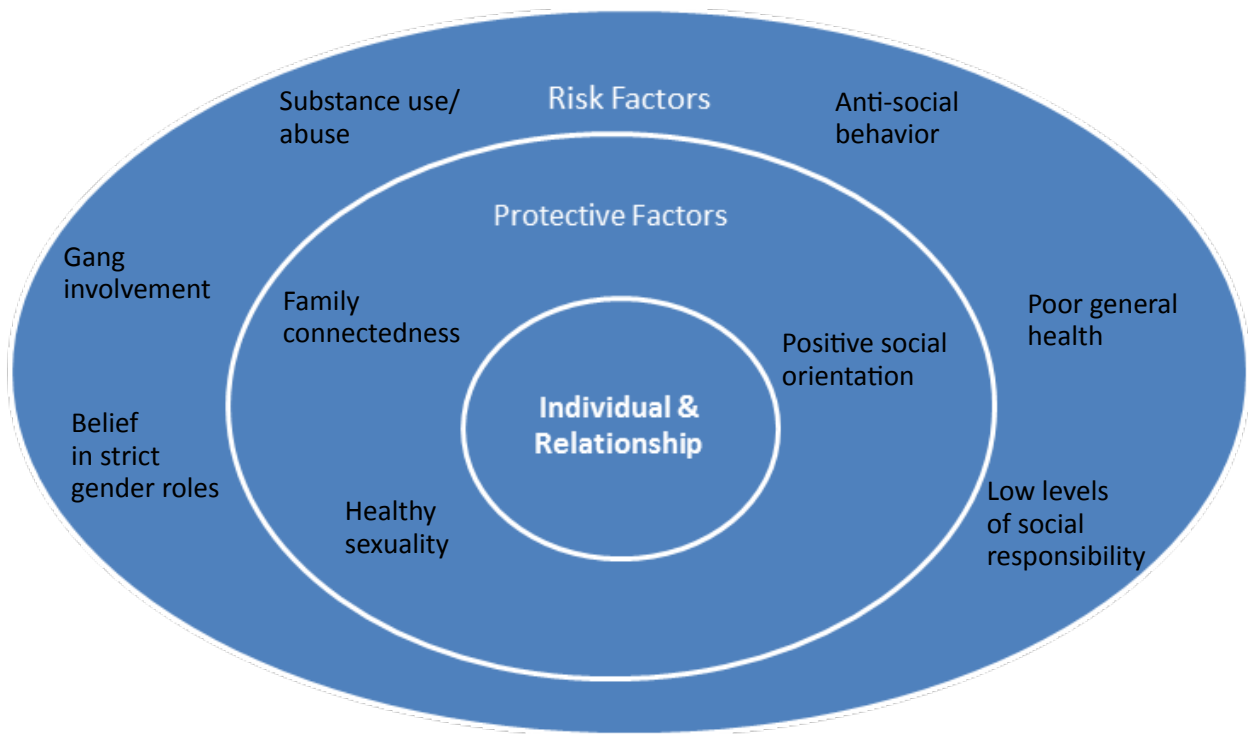 Risk Factors
Substance use/
abuse
Anti-social
behavior
Gang
involvement
Poor general
health
Belief
in strict
gender roles
Low levels
of social
responsibility
Protective Factors
Family
connectedness
Positive social
orientation
Healthy
sexuality
Individual &
Relationship